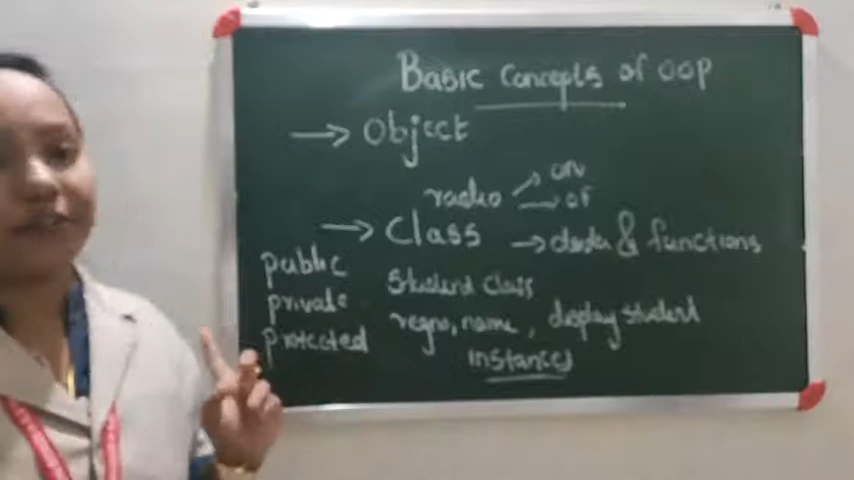 Basic Concepts of OOP
→ Object
radio → on
→ of
→ Class → data & functions
public Student Class
private regno, name, display student
protected instances